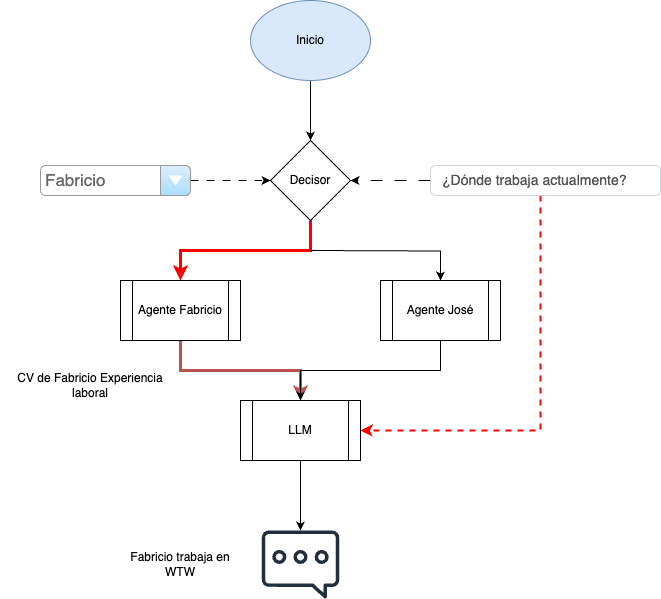 Inicio
Fabricio
Decisor
¿Dónde trabaja actualmente?
Agente Fabricio
Agente José
CV de Fabricio Experiencia
laboral
LLM
Fabricio trabaja en
WTW